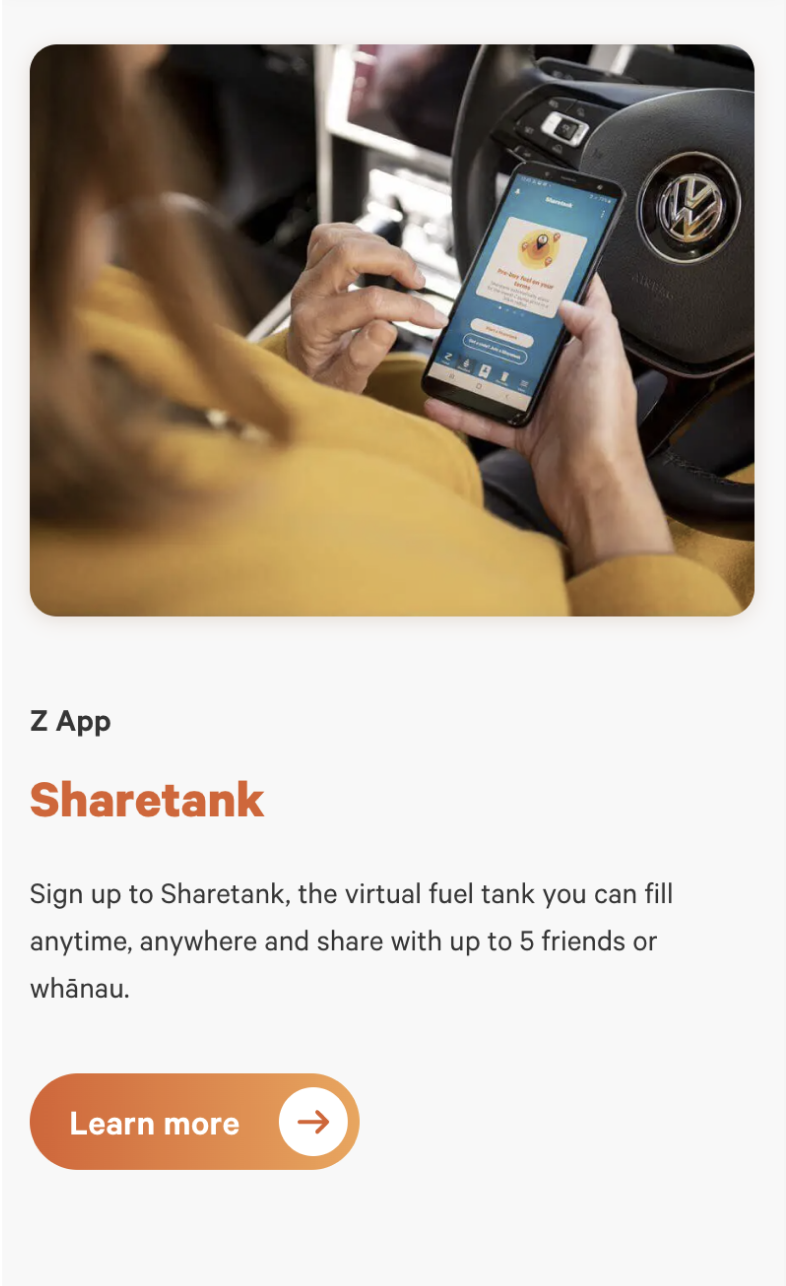 Sharetank
Pre-buy fuel on your
terms
Z App
Sharetank
Sign up to Sharetank, the virtual fuel tank you can fill
anytime, anywhere and share with up to 5 friends or
whānau.
Learn more